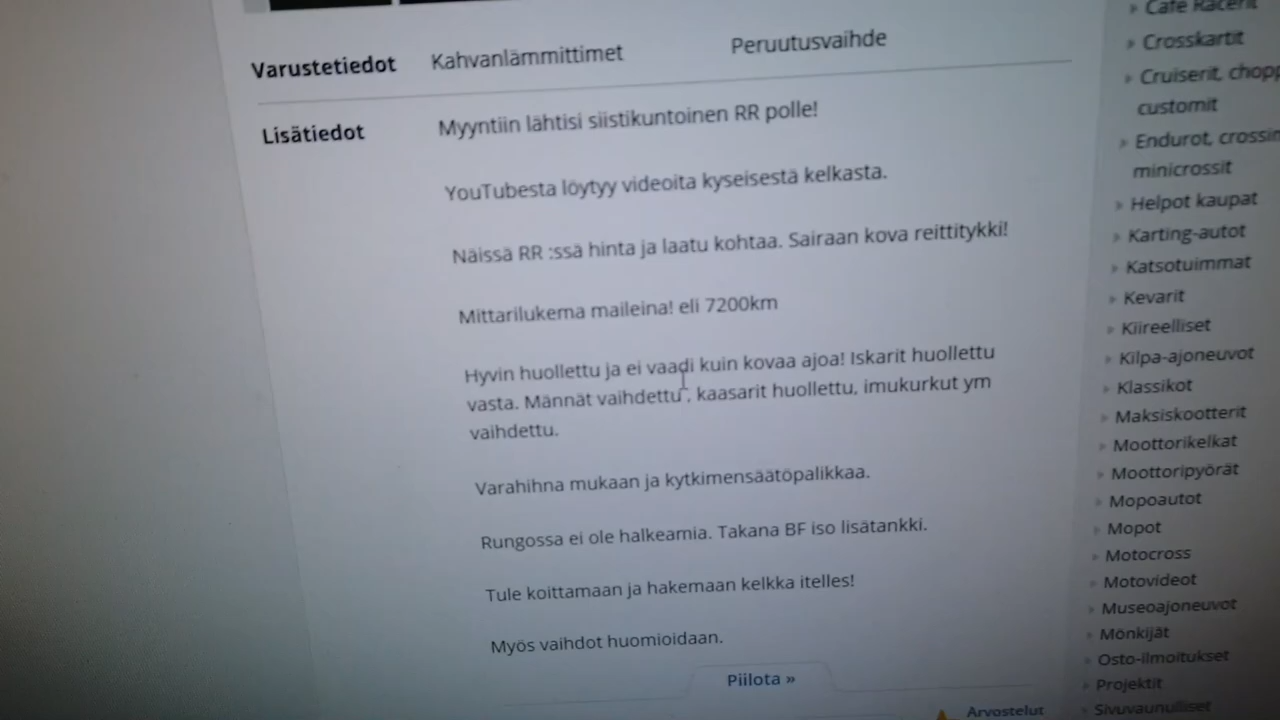 Varustetiedot Kahvanlämmittimet Peruutusvaihde
Lisätiedot Myyntiin lähtisi siistikuntoinen RR polle!
YouTubesta löytyy videoita kyseisestä kelkasta.
Näissä RR :ssä hinta ja laatu kohtaa. Sairaan kova reittitykki!
Mittarilukema maileina! eli 7200km
Hyvin huollettu ja ei vaadi kuin kovaa ajoa! Iskarit huollettu
vasta. Männät vaihdettu , kaasarit huollettu, imukurkut ym
vaihdettu.
Varahihna mukaan ja kytkimensäätöpalikkaa.
Rungossa ei ole halkeamia. Takana BF iso lisätankki.
Tule koittamaan ja hakemaan kelkka itelles!
Myös vaihdot huomioidaan.
Piilota »
Arvostelut
Cafe Racerit
Crosskartit
Cruiserit, chopp
customit
Endurot, crossin
minicrossit
Helpot kaupat
Karting-autot
Katsotuimmat
Kevarit
Kiireelliset
Kilpa-ajoneuvot
Klassikot
Maksiskootterit
Moottorikelkat
Moottoripyörät
Mopoautot
Mopot
Motocross
Motovideot
Museoajoneuvot
Mönkijät
Osto-ilmoitukset
Projektit
Sivuvaunulliset